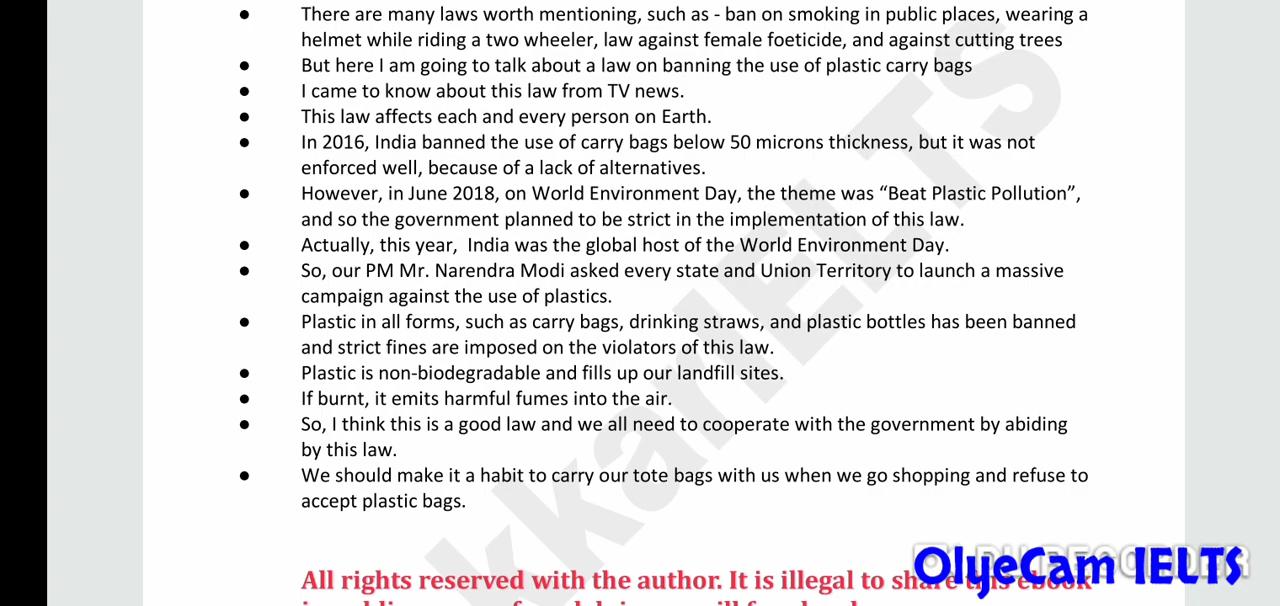 ● There are many laws worth mentioning, such as - ban on smoking in public places, wearing a
helmet while riding a two wheeler, law against female foeticide, and against cutting trees
● But here I am going to talk about a law on banning the use of plastic carry bags
● I came to know about this law from TV news.
● This law affects each and every person on Earth.
● In 2016, India banned the use of carry bags below 50 microns thickness, but it was not
enforced well, because of a lack of alternatives.
● However, in June 2018, on World Environment Day, the theme was “Beat Plastic Pollution”,
and so the government planned to be strict in the implementation of this law.
● Actually, this year,  India was the global host of the World Environment Day.
● So, our PM Mr. Narendra Modi asked every state and Union Territory to launch a massive
campaign against the use of plastics.
● Plastic in all forms, such as carry bags, drinking straws, and plastic bottles has been banned
and strict fines are imposed on the violators of this law.
● Plastic is non-biodegradable and fills up our landfill sites.
● If burnt, it emits harmful fumes into the air.
● So, I think this is a good law and we all need to cooperate with the government by abiding
by this law.
● We should make it a habit to carry our tote bags with us when we go shopping and refuse to
accept plastic bags.
kkarIELTS
All rights reserved with the author. It is illegal to share this ebook
OlyeCam IELTS